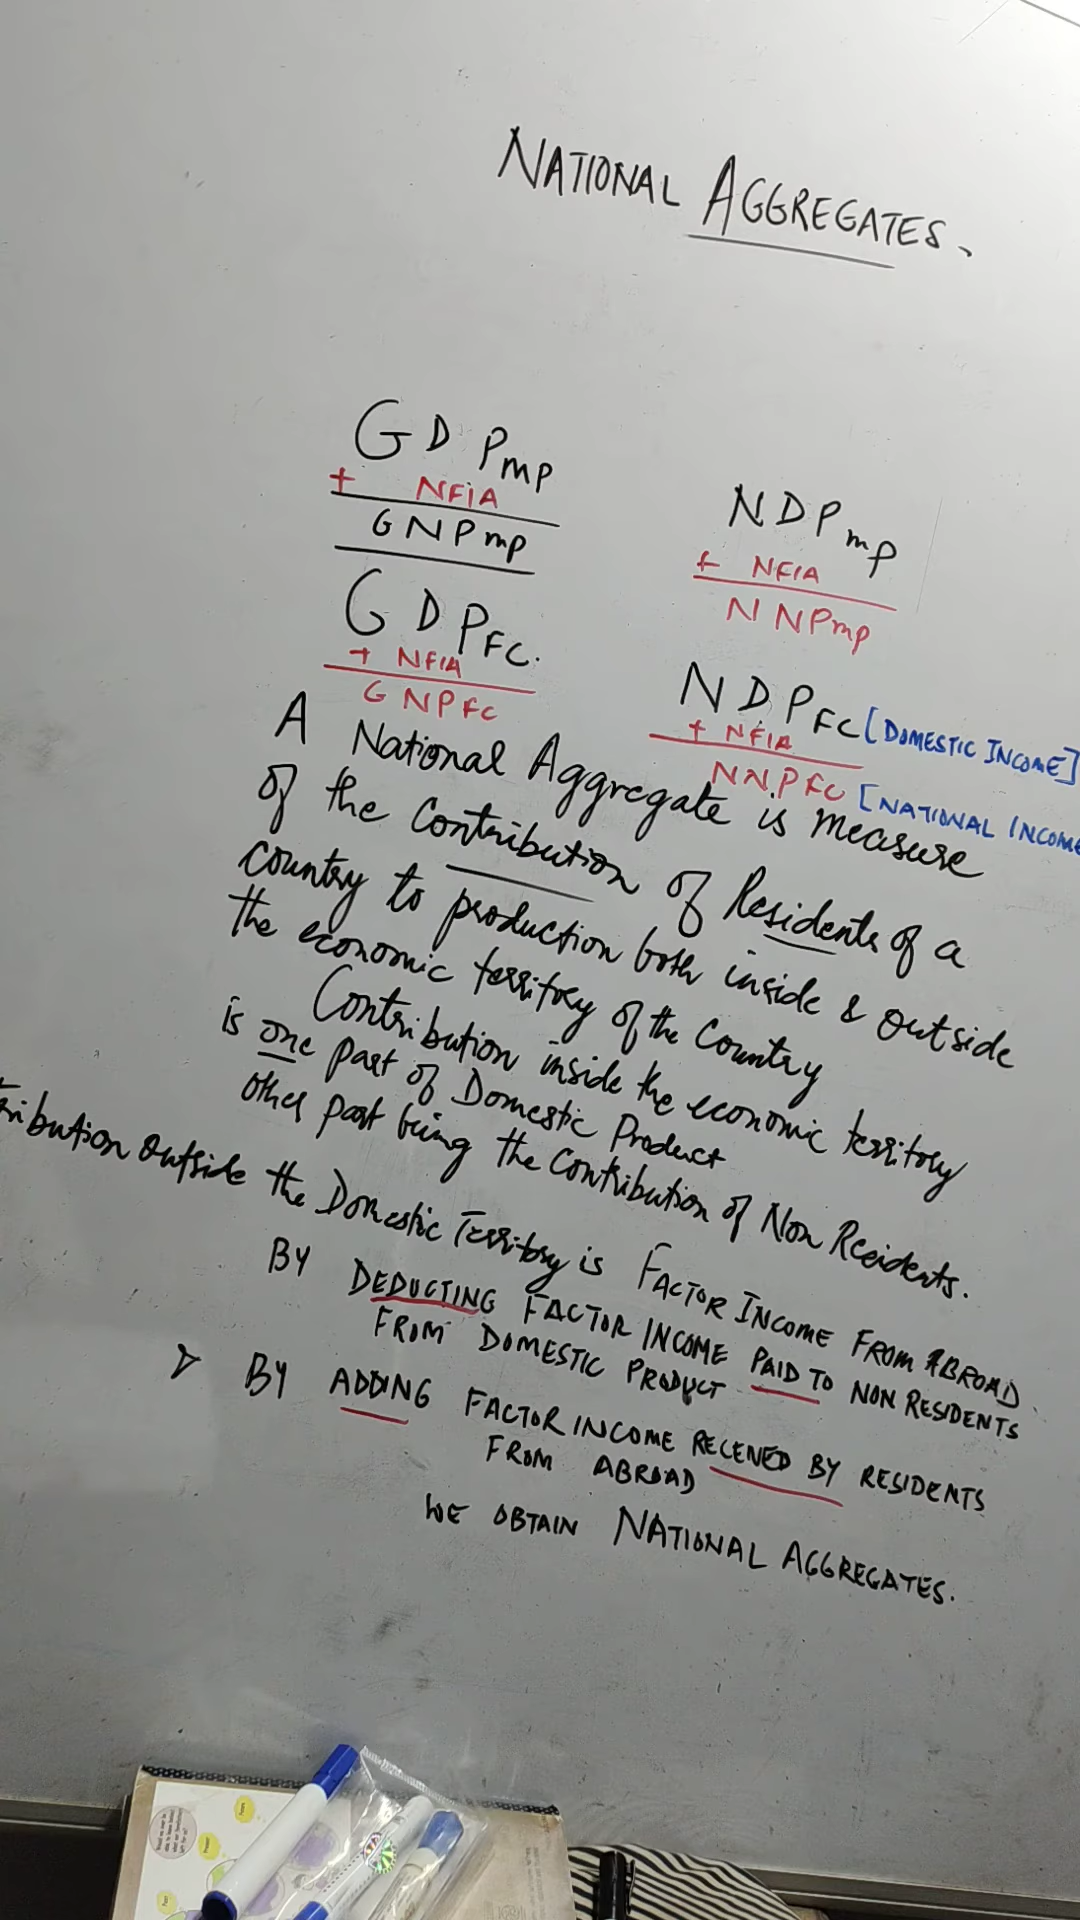 NATIONAL AGGREGATES.
GDPmp
+ NFIA
GNPmp
GDPFC.
+ NFIA
GNPFC
NDPmp
+ NFIA
NNPmp
NDPFC [DOMESTIC INCOME]
+ NFIA
NNPFC [NATIONAL INCOME
A National Aggregate is measure
of the Contribution of Residents of a
country to production both inside & outside
the economic territory of the Country
Contribution inside the economic territory
is one part of Domestic Product
other part being the Contribution of Non Residents.
tribution outside the Domestic Territory is FACTOR INCOME FROM ABROAD.
BY DEDUCTING FACTOR INCOME PAID TO NON RESIDENTS
FROM DOMESTIC PRODUCT
BY ADDING FACTOR INCOME RECEIVED BY RESIDENTS
FROM ABROAD
WE OBTAIN NATIONAL AGGREGATES.